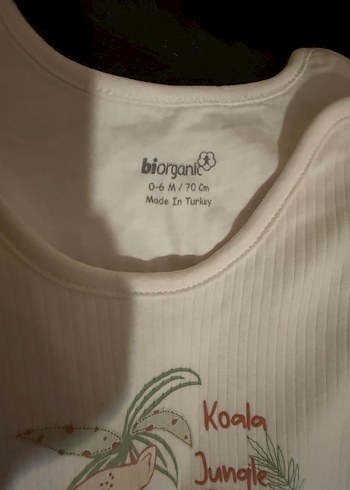 biorganic
0-6 M / 70 Cm
Made In Turkey
Koala
Jungle